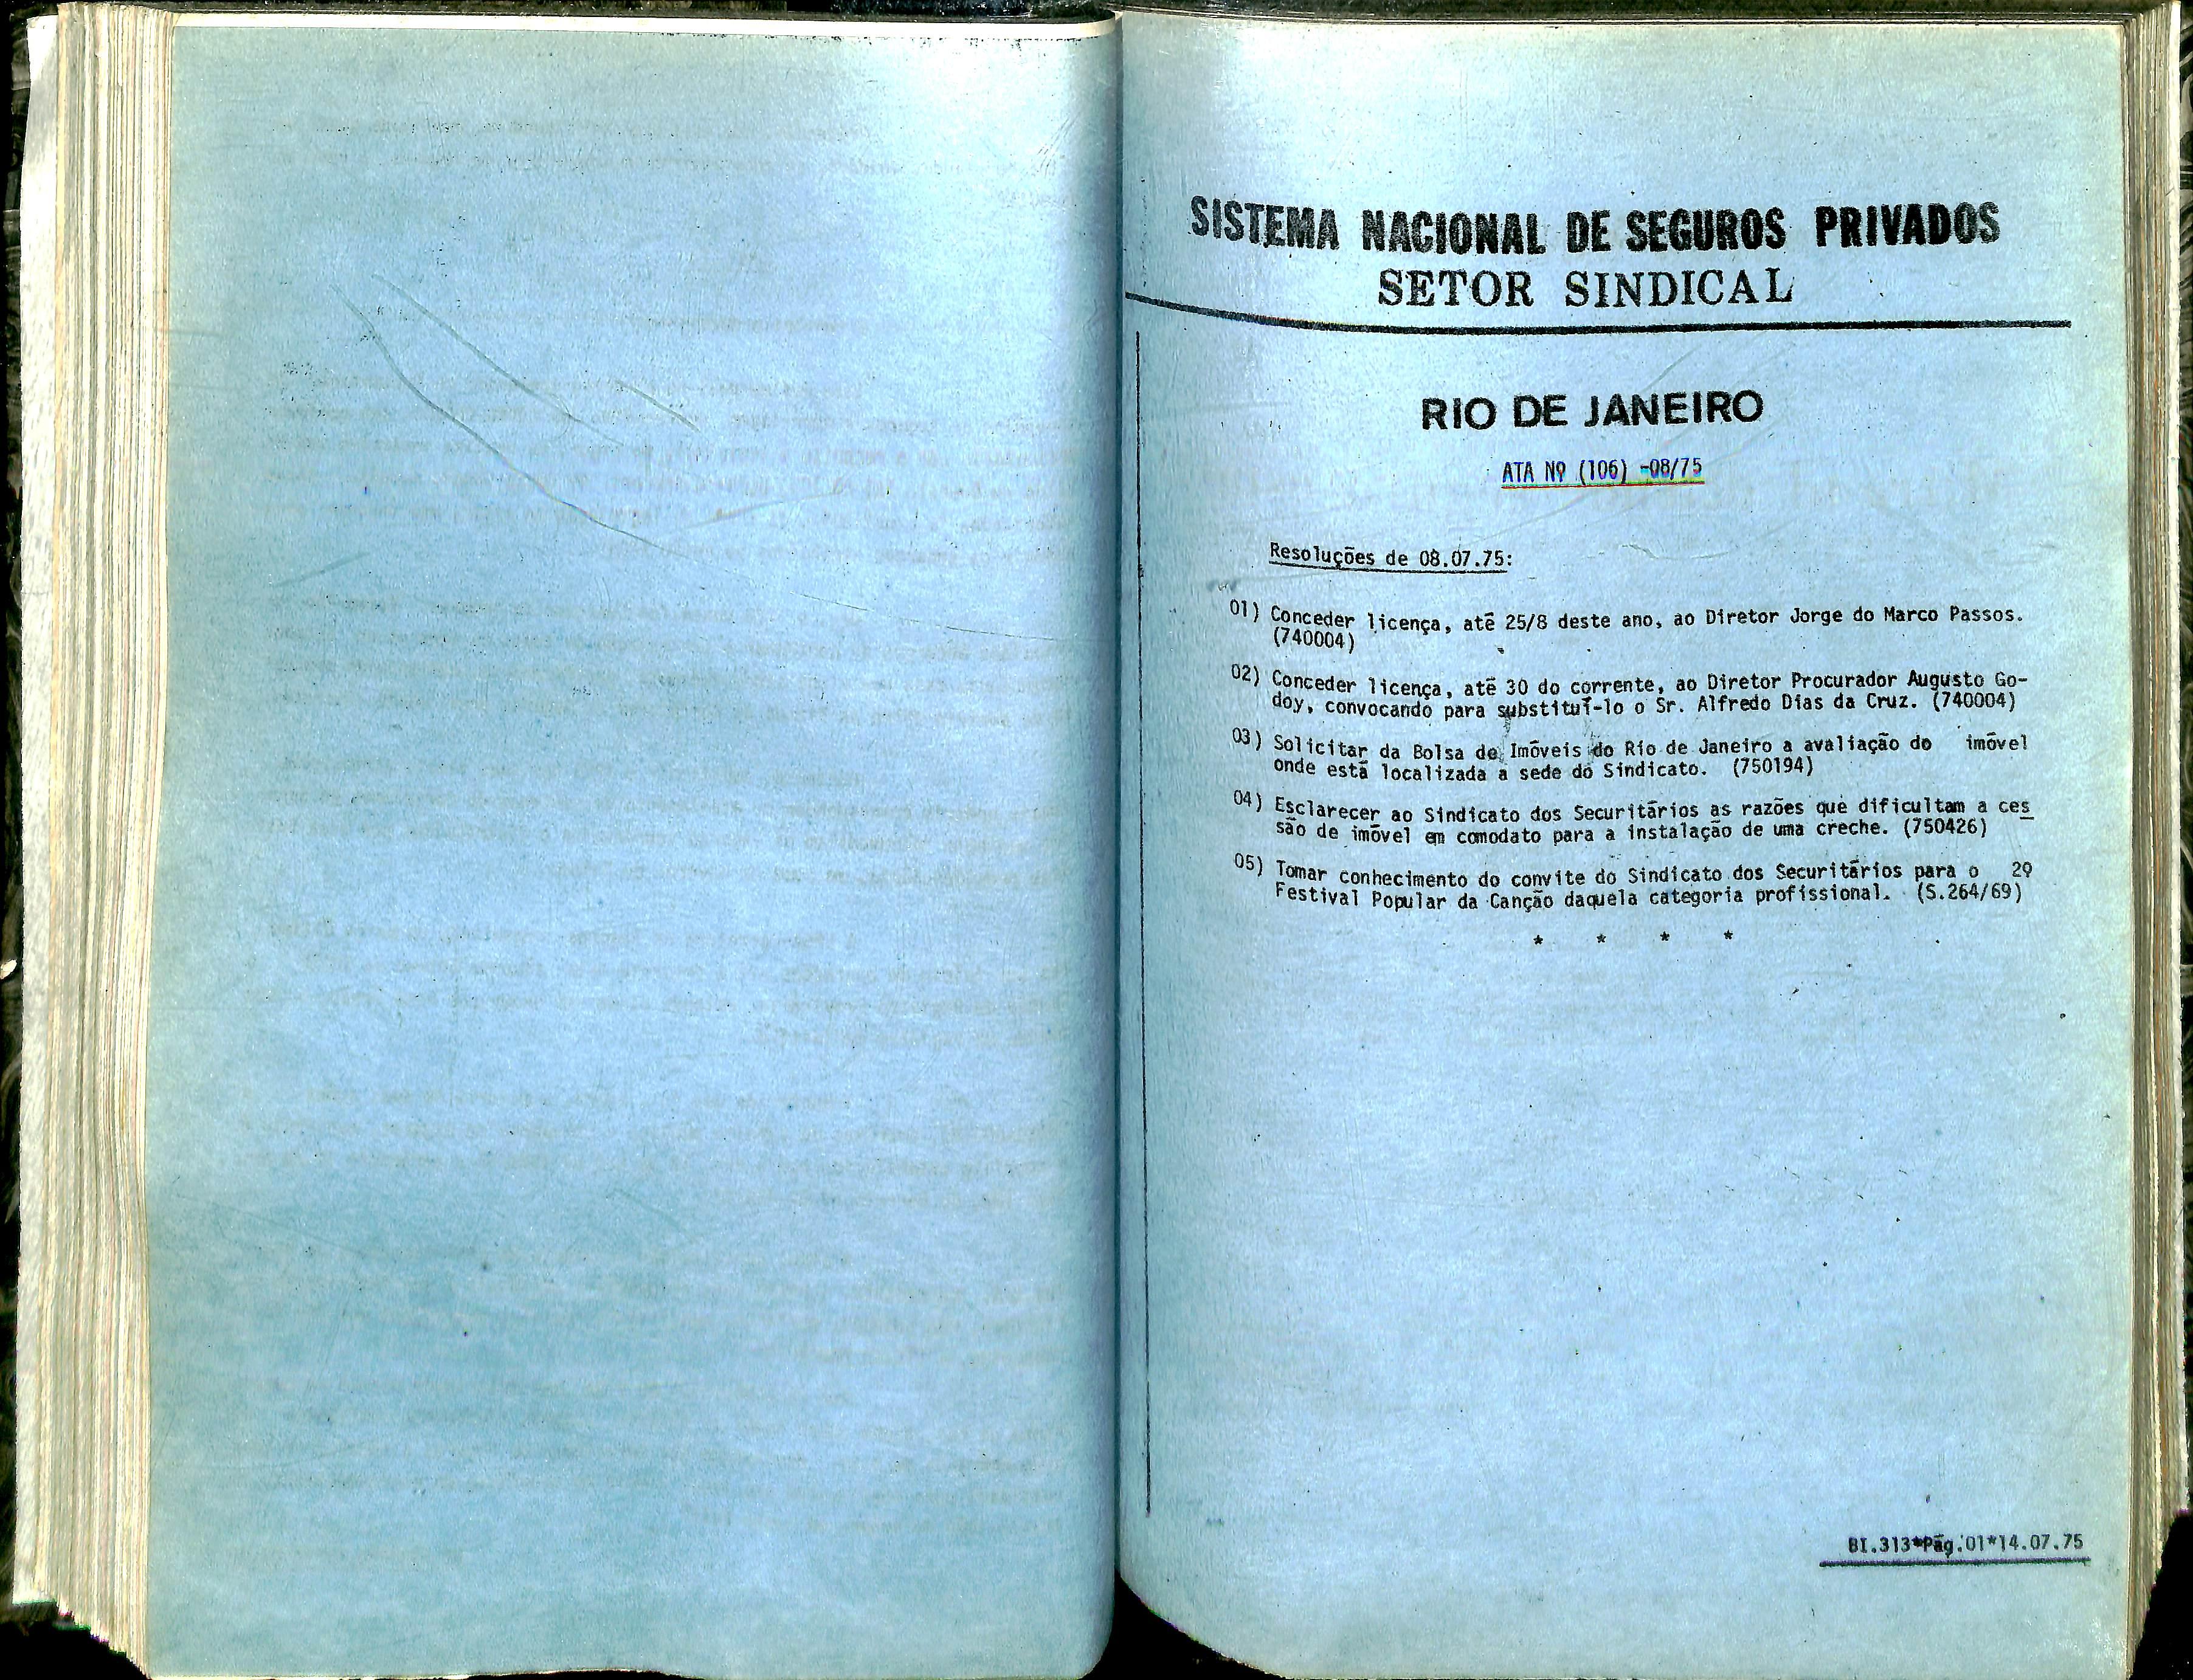 SISTEMA NACIONAL DE SEGUROS PRIVADOS
SETOR SINDICAL
RIO DE JANEIRO
ATA Nº (106) -08/75
Resoluções de 08.07.75:
01) Conceder licença, até 25/8 deste ano, ao Diretor Jorge do Marco Passos.
(740004)
02) Conceder licença, até 30 do corrente, ao Diretor Procurador Augusto Go-
doy, convocando para substituí-lo o Sr. Alfredo Dias da Cruz. (740004)
03) Solicitar da Bolsa de Imóveis do Rio de Janeiro a avaliação do imóvel
onde está localizada a sede do Sindicato. (750194)
04) Esclarecer ao Sindicato dos Securitários as razões que dificultam a ces
são de imóvel em comodato para a instalação de uma creche. (750426)
05) Tomar conhecimento do convite do Sindicato dos Securitários para o 2º
Festival Popular da Canção daquela categoria profissional. (S.264/69)
* * * *
BI.313*Pág.01*14.07.75